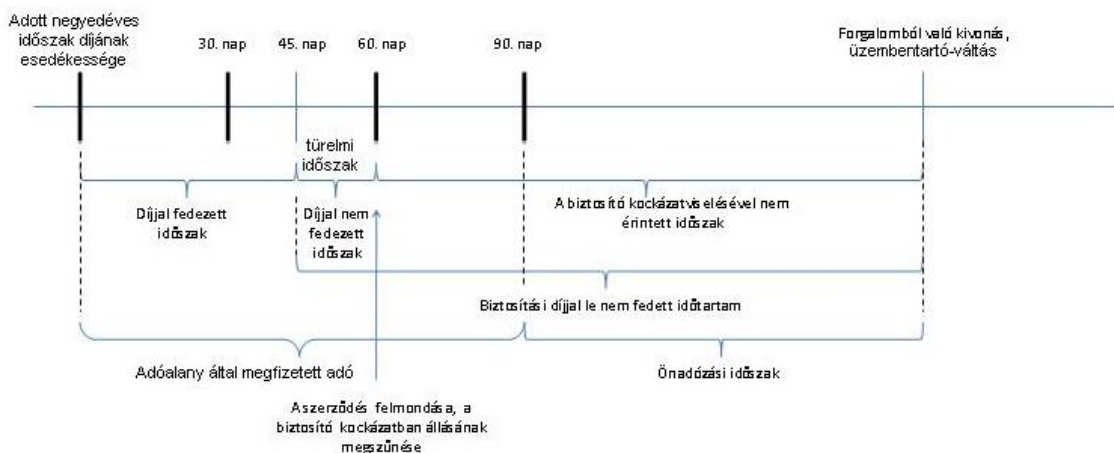 Adott negyedéves
időszak díjának
esedékessége
30. nap
45. nap
60. nap
90. nap
Forgalomból való kivonás,
üzembentartó-váltás
türelmi
időszak
Díjjal fedezett
időszak
Díjjal nem
fedezett
időszak
A biztosító kockázatviselésével nem
érintett időszak
Biztosítási díjjal le nem fedett időtartam
Adóalany által megfizetett adó
Önadózási időszak
A szerződés felmondása, a
biztosító kockázatban állásának
megszűnése